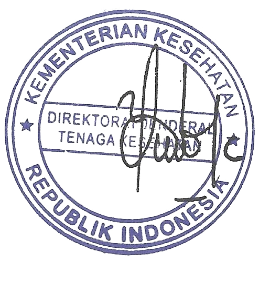 KEMENTERIAN KESEHATAN
DIREKTORAT JENDERAL
TENAGA KESEHATAN
REPUBLIK INDONESIA